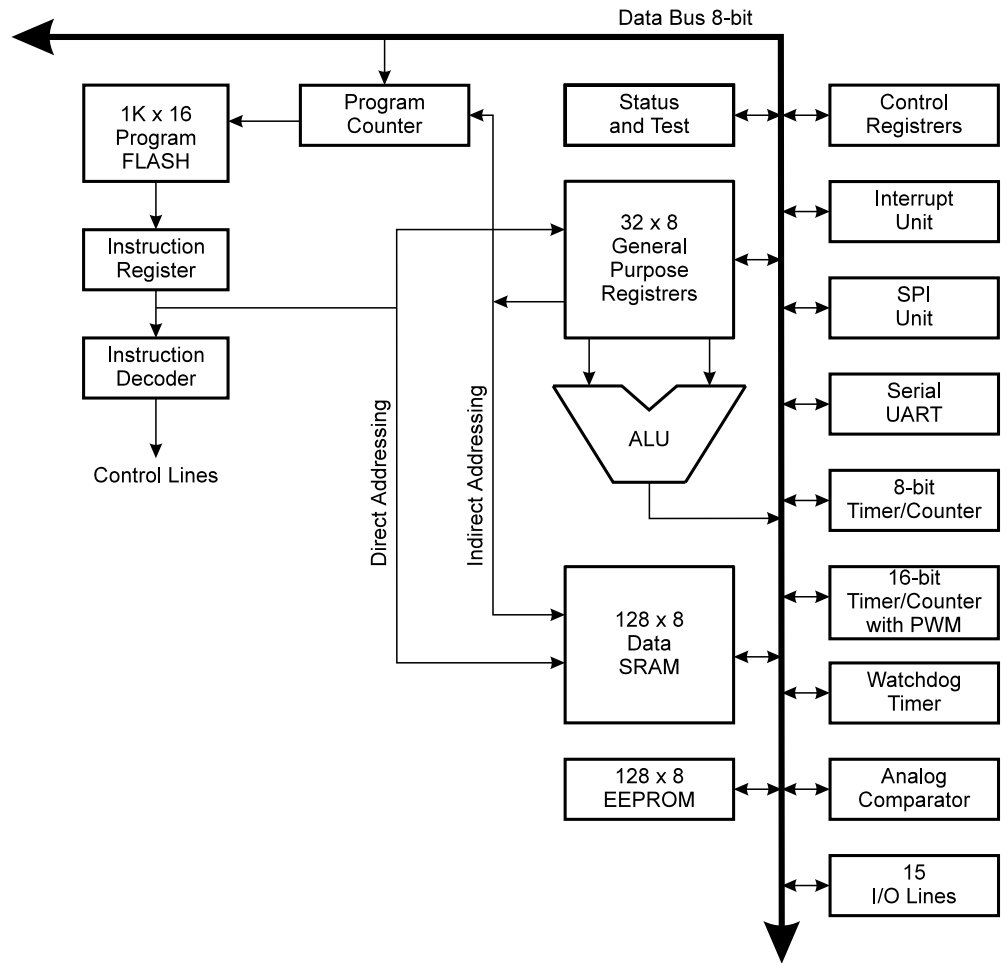 Data Bus 8-bit
1K x 16
Program
FLASH
Program
Counter
Status
and Test
Control
Registrers
Instruction
Register
32 x 8
General
Purpose
Registrers
Interrupt
Unit
SPI
Unit
Instruction
Decoder
Control Lines
Direct Addressing
Indirect Addressing
ALU
Serial
UART
8-bit
Timer/Counter
128 x 8
Data
SRAM
16-bit
Timer/Counter
with PWM
Watchdog
Timer
128 x 8
EEPROM
Analog
Comparator
15
I/O Lines